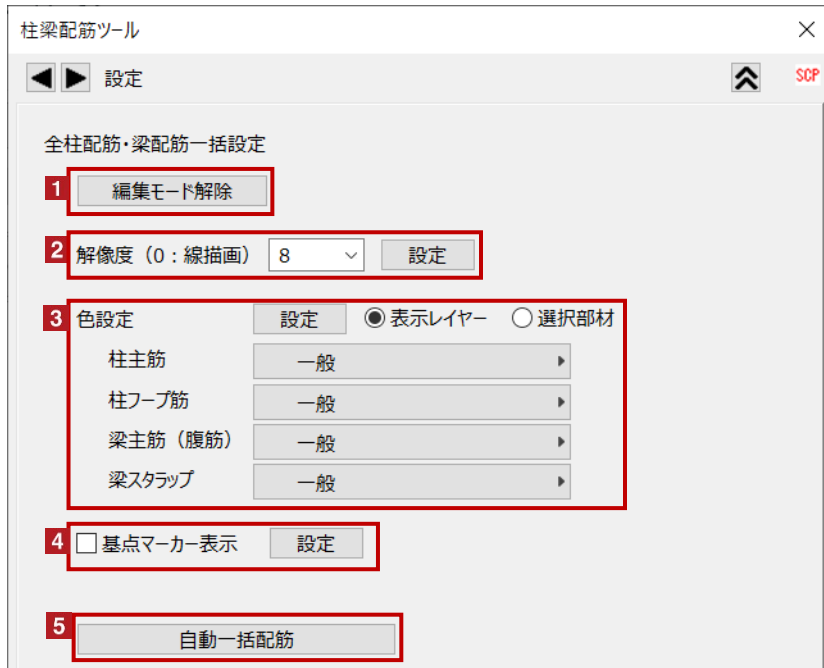 柱梁配筋ツール
設定 SCP
全柱配筋・梁配筋一括設定
1 編集モード解除
2 解像度（0：線描画） 8 設定
3 色設定 設定 表示レイヤー 選択部材
柱主筋 一般
柱フープ筋 一般
梁主筋（腹筋） 一般
梁スタラップ 一般
4 基点マーカー表示 設定
5 自動一括配筋